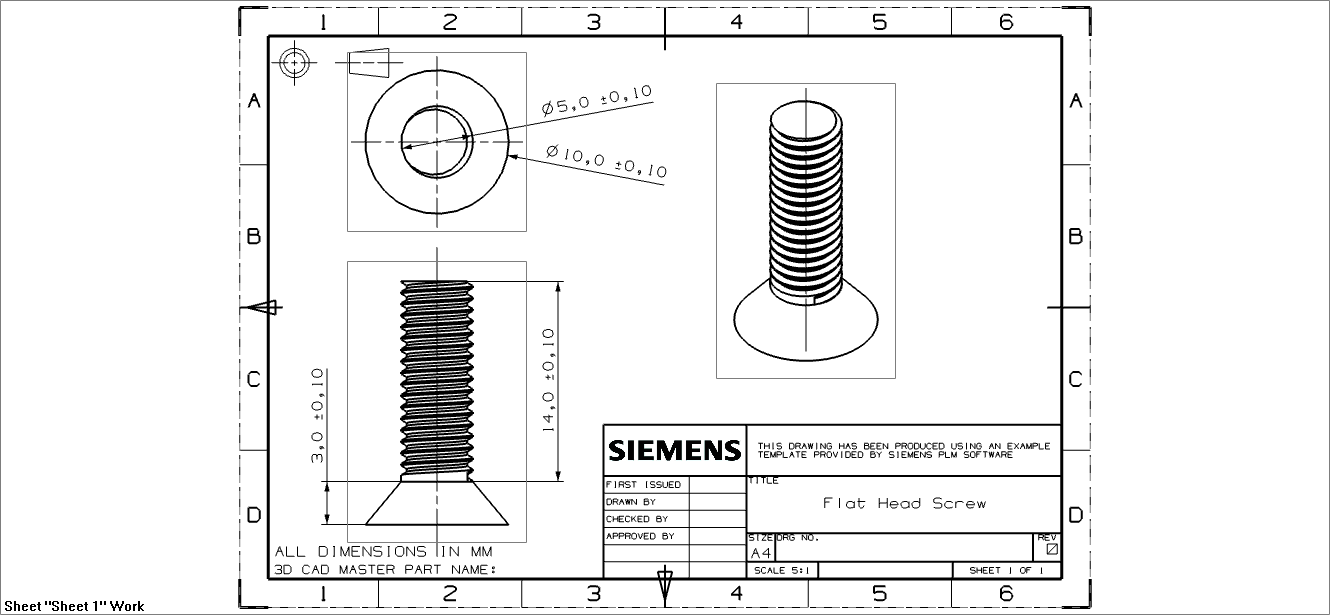 1 2 3 4 5 6
A A
Ø5,0 ±0,10
Ø10,0 ±0,10
B B
3,0 ±0,10
14,0 ±0,10
C C
SIEMENS
THIS DRAWING HAS BEEN PRODUCED USING AN EXAMPLE
TEMPLATE PROVIDED BY SIEMENS PLM SOFTWARE
FIRST ISSUED
DRAWN BY
CHECKED BY
APPROVED BY
TITLE
Flat Head Screw
D D
SIZE DRG NO. REV
A4
SCALE 5:1 SHEET 1 OF 1
ALL DIMENSIONS IN MM
3D CAD MASTER PART NAME:
1 2 3 4 5 6
Sheet "Sheet 1" Work